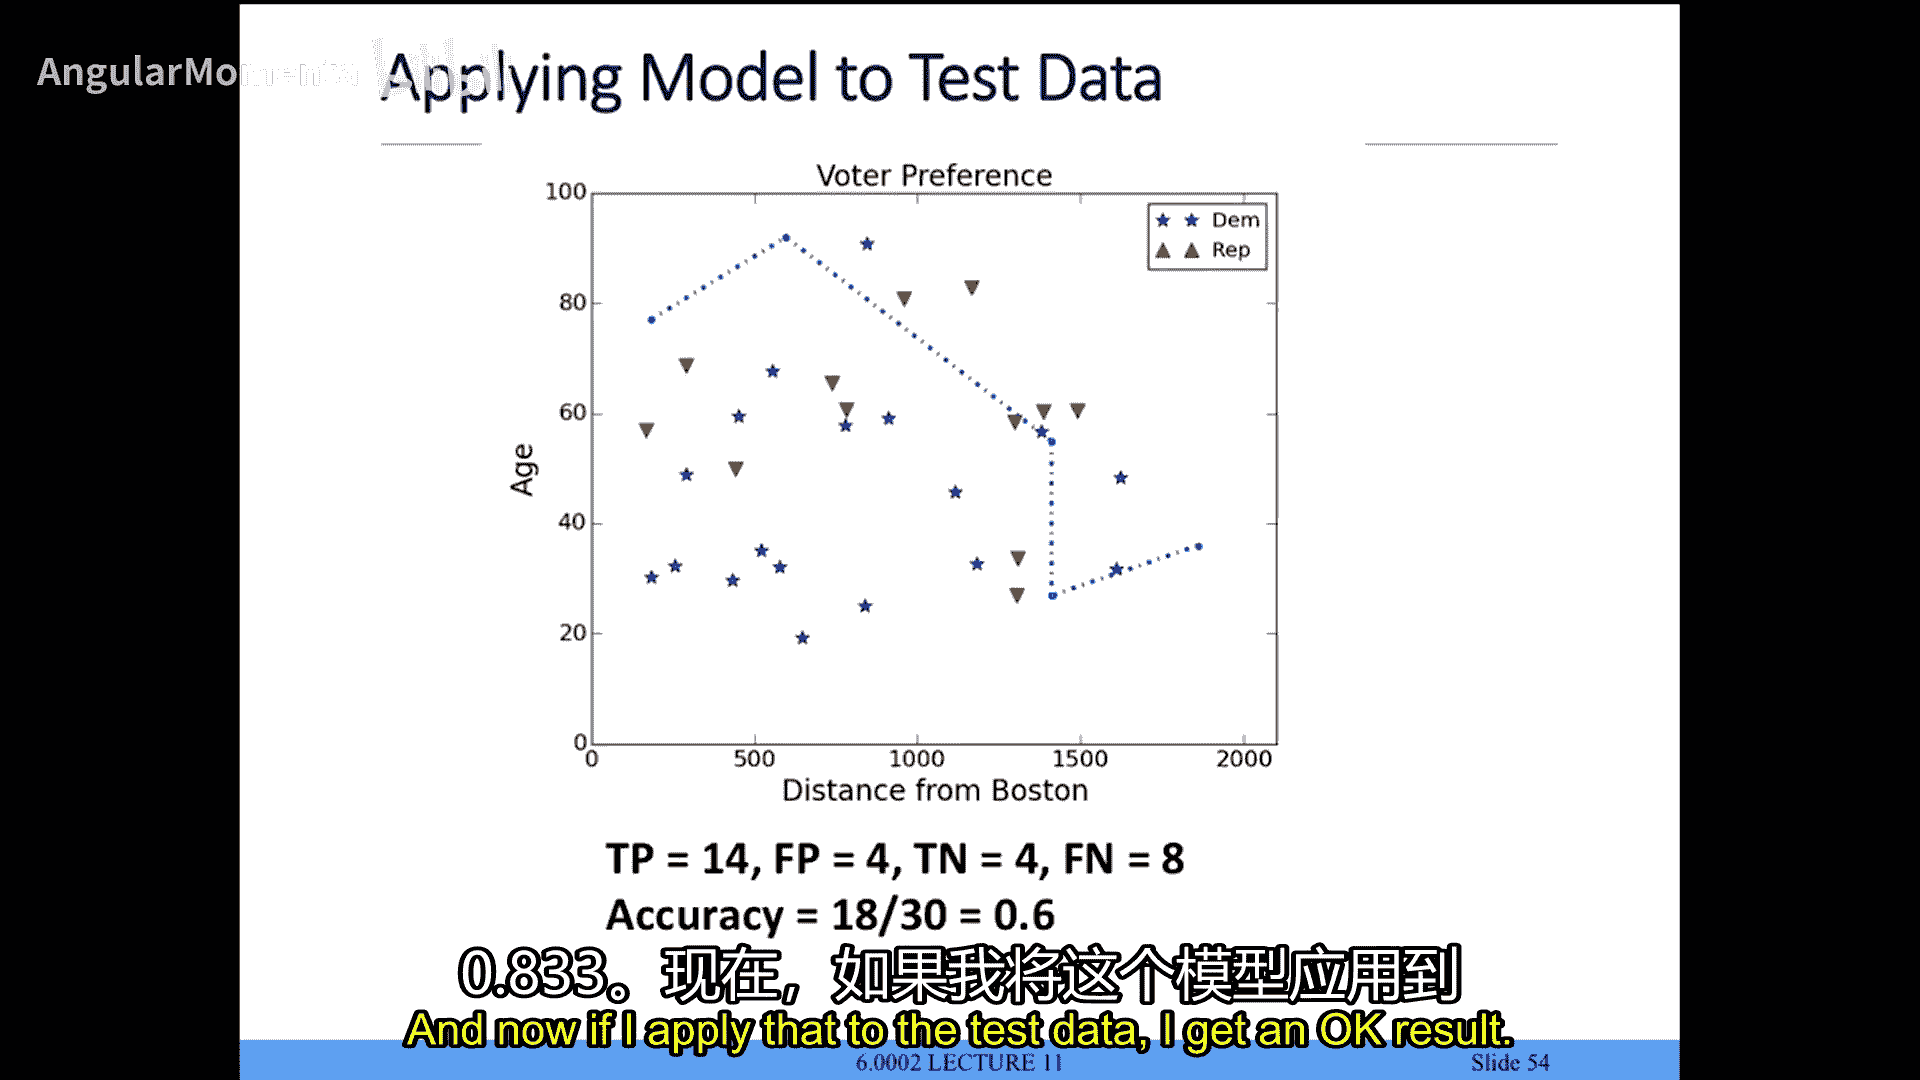 Applying Model to Test Data
Voter Preference
Dem
Rep
100
80
60
40
20
0
Age
0 500 1000 1500 2000
Distance from Boston
TP = 14, FP = 4, TN = 4, FN = 8
Accuracy = 18/30 = 0.6
0.833。现在，如果我将这个模型应用到
And now if I apply that to the test data, I get an OK result.
6.0002 LECTURE 11
Slide 54